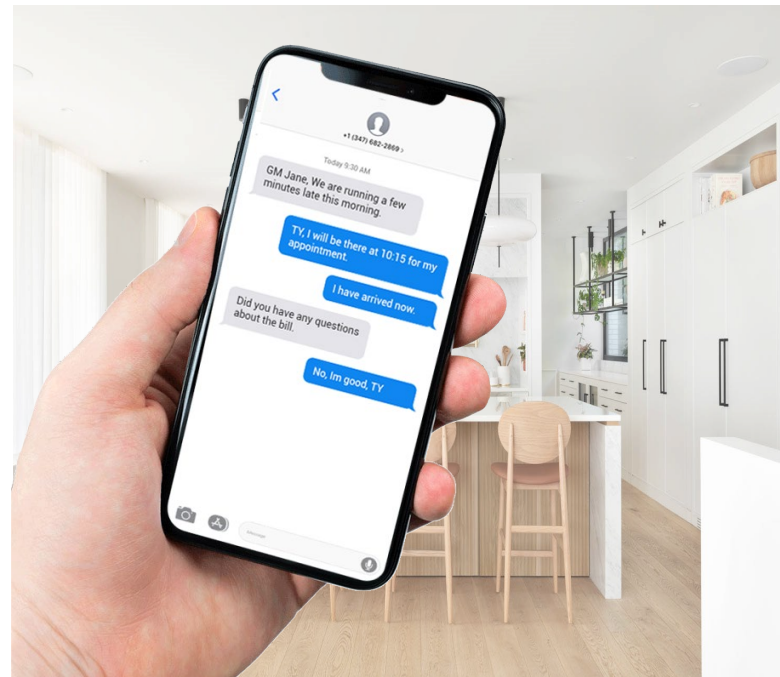 +1 (347) 682-2869 >
Today 9:30 AM
GM Jane, We are running a few
minutes late this morning.
TY, I will be there at 10:15 for my
appointment.
I have arrived now.
Did you have any questions
about the bill.
No, Im good, TY